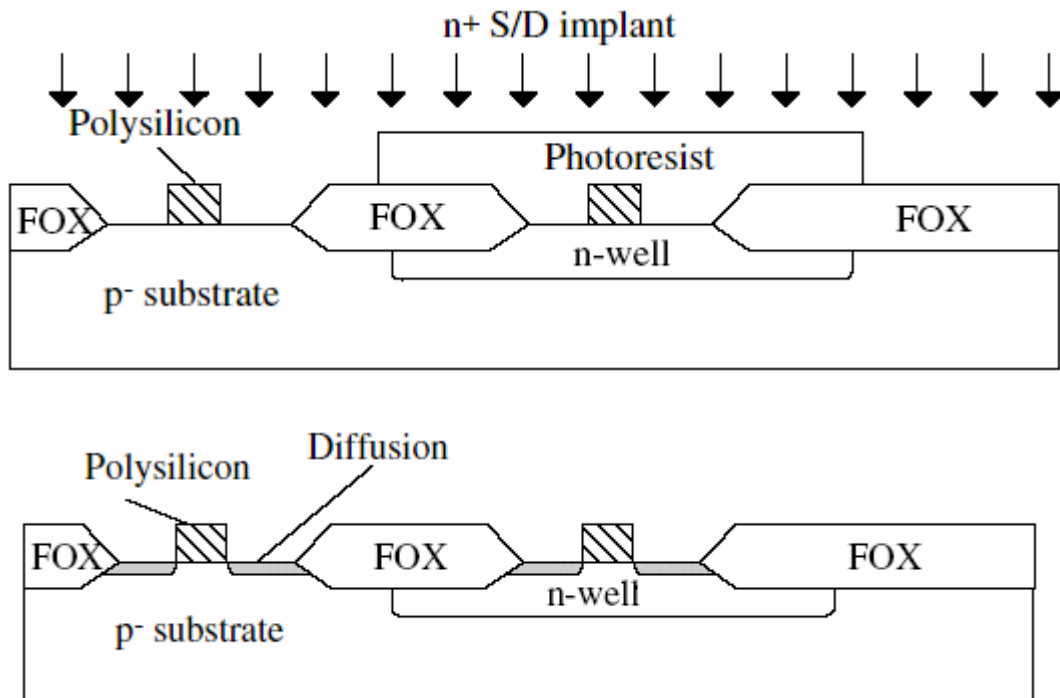 n+ S/D implant
Polysilicon
Photoresist
FOX
FOX
FOX
n-well
p- substrate
Polysilicon
Diffusion
FOX
FOX
FOX
n-well
p- substrate